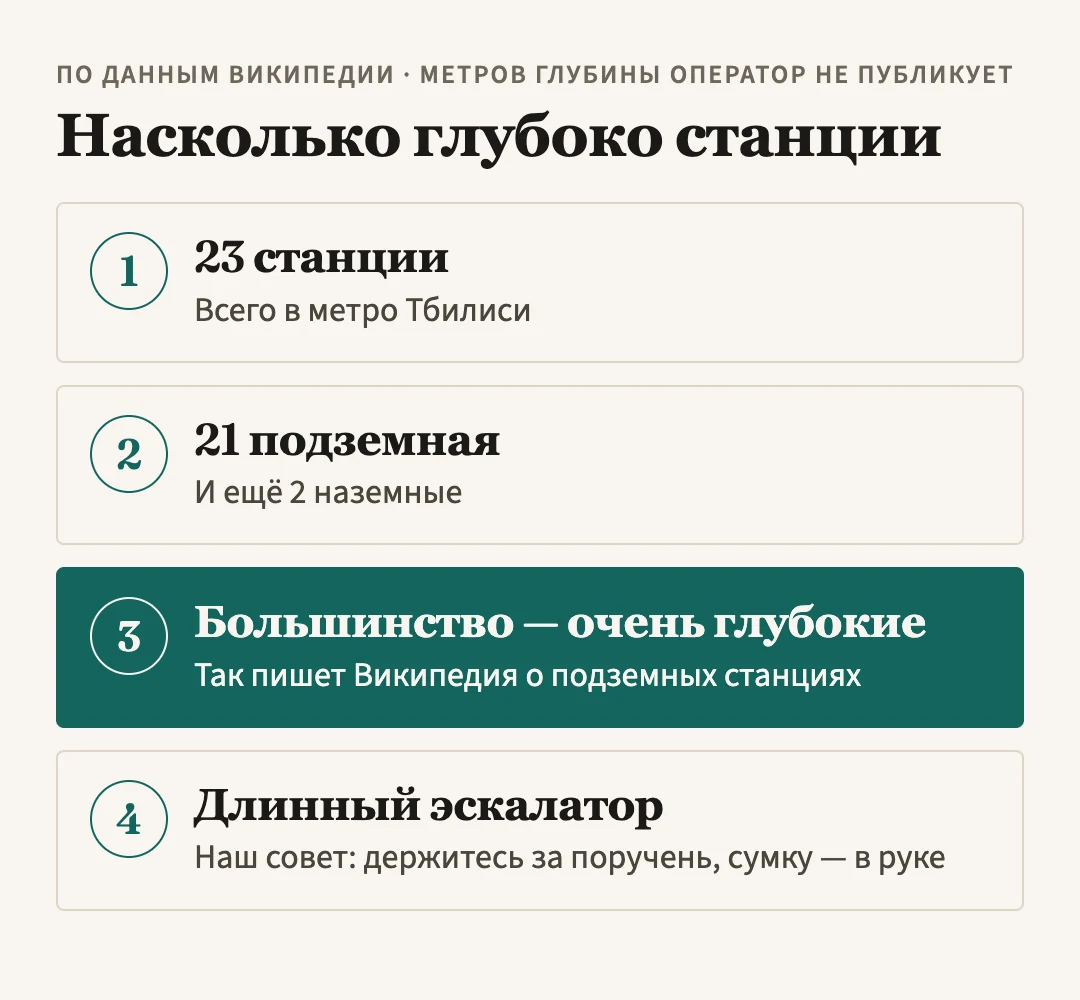 ПО ДАННЫМ ВИКИПЕДИИ · МЕТРОВ ГЛУБИНЫ ОПЕРАТОР НЕ ПУБЛИКУЕТ
Насколько глубоко станции
1
23 станции
Всего в метро Тбилиси
2
21 подземная
И ещё 2 наземные
3
Большинство — очень глубокие
Так пишет Википедия о подземных станциях
4
Длинный эскалатор
Наш совет: держитесь за поручень, сумку — в руке